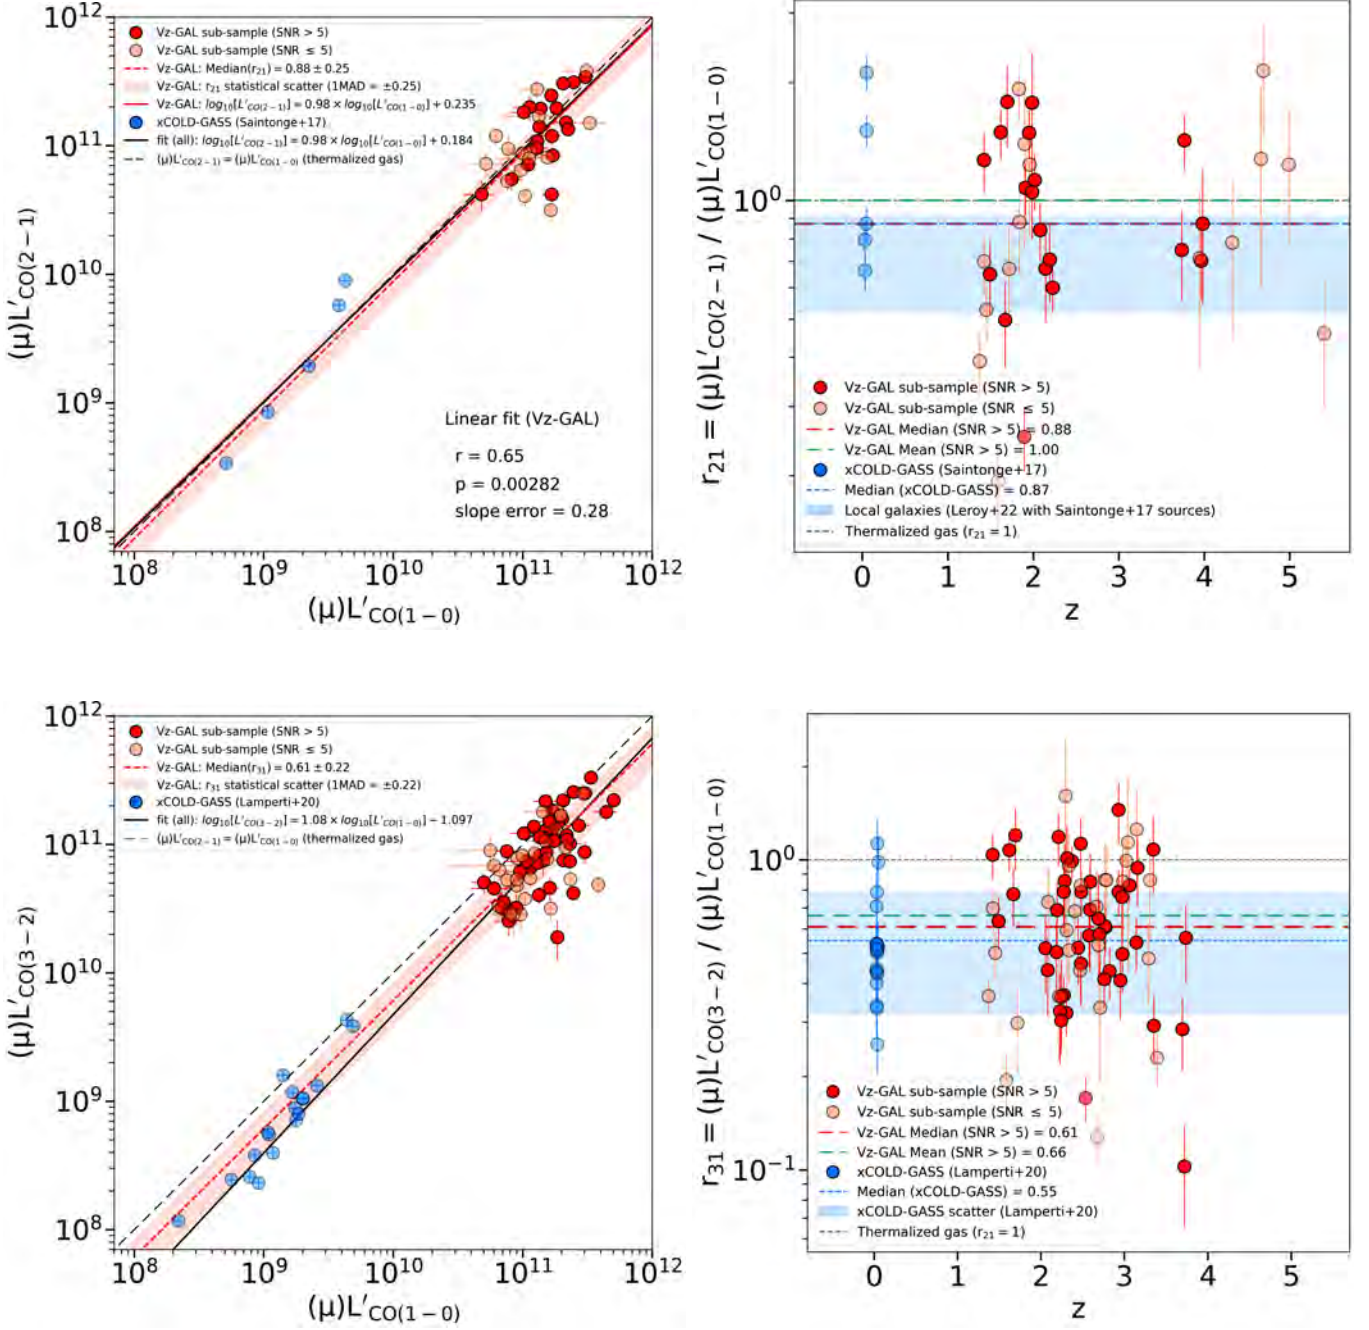 10¹²
10¹¹
10¹⁰
10⁹
10⁸
(μ)L′CO(2−1)
Vz-GAL sub-sample (SNR > 5)
Vz-GAL sub-sample (SNR ≤ 5)
Vz-GAL: Median(r₂₁) = 0.88 ± 0.25
Vz-GAL: r₂₁ statistical scatter (1MAD = ±0.25)
Vz-GAL: log₁₀[L′CO(2−1)] = 0.98 × log₁₀[L′CO(1−0)] + 0.235
xCOLD-GASS (Saintonge+17)
fit (all): log₁₀[L′CO(2−1)] = 0.98 × log₁₀[L′CO(1−0)] + 0.184
(μ)L′CO(2−1) = (μ)L′CO(1−0) (thermalized gas)
Linear fit (Vz-GAL)
r = 0.65
p = 0.00282
slope error = 0.28
10⁸ 10⁹ 10¹⁰ 10¹¹ 10¹²
(μ)L′CO(1−0)
r₂₁ = (μ)L′CO(2−1) / (μ)L′CO(1−0)
10⁰
Vz-GAL sub-sample (SNR > 5)
Vz-GAL sub-sample (SNR ≤ 5)
Vz-GAL Median (SNR > 5) = 0.88
Vz-GAL Mean (SNR > 5) = 1.00
xCOLD-GASS (Saintonge+17)
Median (xCOLD-GASS) = 0.87
Local galaxies (Leroy+22 with Saintonge+17 sources)
Thermalized gas (r₂₁ = 1)
0 1 2 3 4 5
z
10¹²
10¹¹
10¹⁰
10⁹
10⁸
(μ)L′CO(3−2)
Vz-GAL sub-sample (SNR > 5)
Vz-GAL sub-sample (SNR ≤ 5)
Vz-GAL: Median(r₃₁) = 0.61 ± 0.22
Vz-GAL: r₃₁ statistical scatter (1MAD = ±0.22)
xCOLD-GASS (Lamperti+20)
fit (all): log₁₀[L′CO(3−2)] = 1.08 × log₁₀[L′CO(1−0)] − 1.097
(μ)L′CO(2−1) = (μ)L′CO(1−0) (thermalized gas)
10⁸ 10⁹ 10¹⁰ 10¹¹ 10¹²
(μ)L′CO(1−0)
r₃₁ = (μ)L′CO(3−2) / (μ)L′CO(1−0)
10⁰
10⁻¹
Vz-GAL sub-sample (SNR > 5)
Vz-GAL sub-sample (SNR ≤ 5)
Vz-GAL Median (SNR > 5) = 0.61
Vz-GAL Mean (SNR > 5) = 0.66
xCOLD-GASS (Lamperti+20)
Median (xCOLD-GASS) = 0.55
xCOLD-GASS scatter (Lamperti+20)
Thermalized gas (r₂₁ = 1)
0 1 2 3 4 5
z